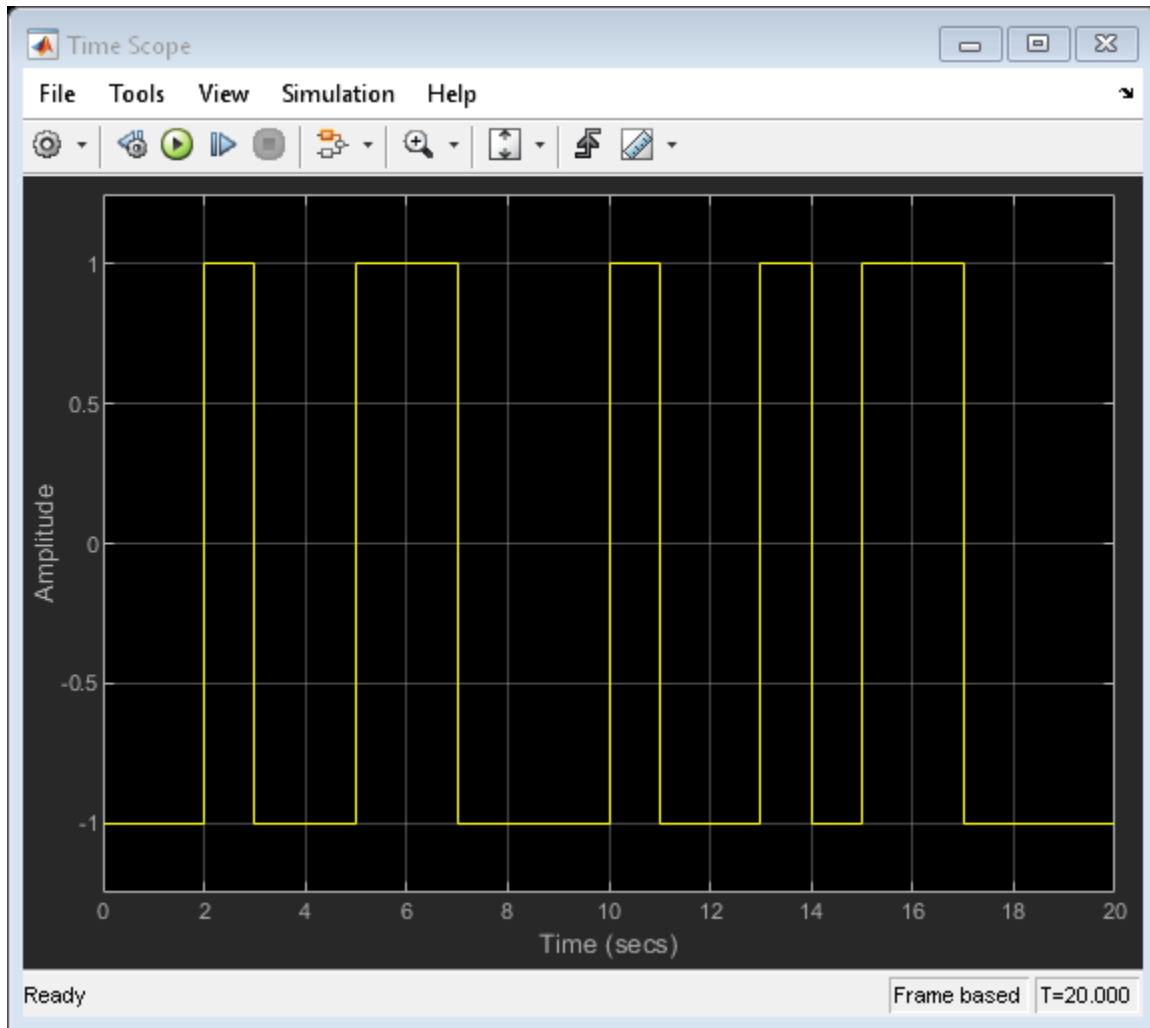 Time Scope
File Tools View Simulation Help
1
0.5
0
-0.5
-1
Amplitude
0 2 4 6 8 10 12 14 16 18 20
Time (secs)
Ready Frame based T=20.000